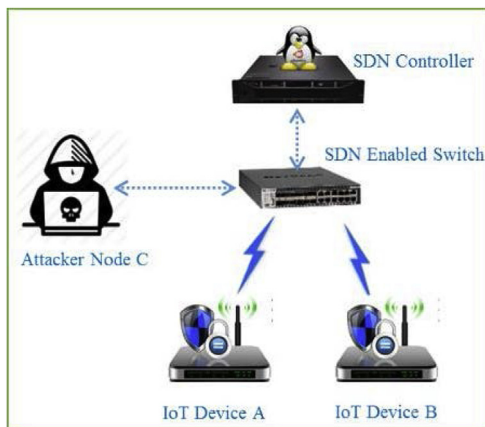 SDN Controller
SDN Enabled Switch
Attacker Node C
IoT Device A
IoT Device B